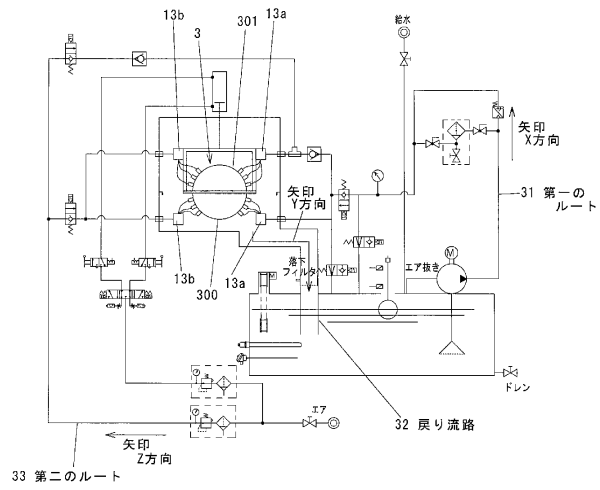 給水
13b
3
301
13a
矢印
X方向
矢印
Y方向
31 第一の
ルート
M
13b
300
13a
落下
フィルタ
エア抜き
ドレン
32 戻り流路
エア
矢印
Z方向
33 第二のルート